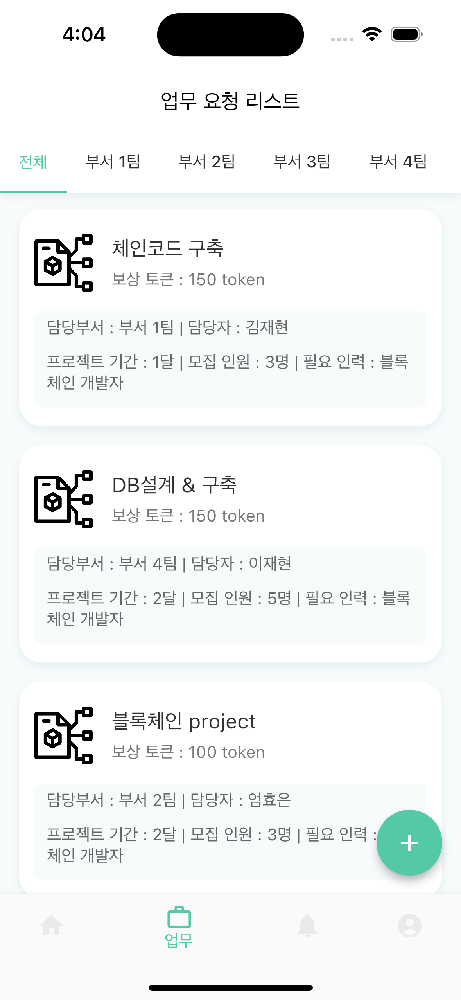 4:04
업무 요청 리스트
전체 부서 1팀 부서 2팀 부서 3팀 부서 4팀
체인코드 구축
보상 토큰 : 150 token
담당부서 : 부서 1팀 | 담당자 : 김재현
프로젝트 기간 : 1달 | 모집 인원 : 3명 | 필요 인력 : 블록
체인 개발자
DB설계 & 구축
보상 토큰 : 150 token
담당부서 : 부서 4팀 | 담당자 : 이재현
프로젝트 기간 : 2달 | 모집 인원 : 5명 | 필요 인력 : 블록
체인 개발자
블록체인 project
보상 토큰 : 100 token
담당부서 : 부서 2팀 | 담당자 : 엄효은
프로젝트 기간 : 2달 | 모집 인원 : 3명 | 필요 인력 :
체인 개발자
업무